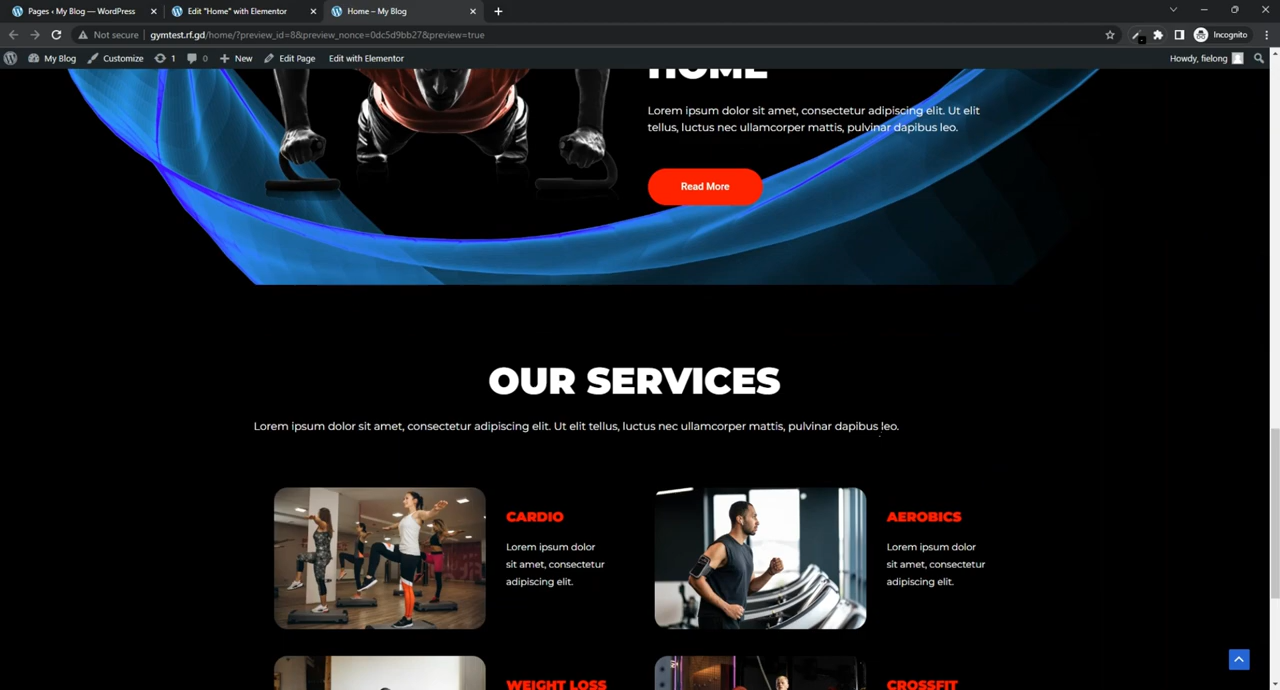 Pages ‹ My Blog — WordPress
Edit "Home" with Elementor
Home – My Blog
Not secure
gymtest.rf.gd/home/?preview_id=8&preview_nonce=0dc5d9bb27&preview=true
Incognito
My Blog
Customize
1
0
New
Edit Page
Edit with Elementor
Howdy, fielong
HOME
Lorem ipsum dolor sit amet, consectetur adipiscing elit. Ut elit
tellus, luctus nec ullamcorper mattis, pulvinar dapibus leo.
Read More
OUR SERVICES
Lorem ipsum dolor sit amet, consectetur adipiscing elit. Ut elit tellus, luctus nec ullamcorper mattis, pulvinar dapibus leo.
CARDIO
Lorem ipsum dolor
sit amet, consectetur
adipiscing elit.
AEROBICS
Lorem ipsum dolor
sit amet, consectetur
adipiscing elit.
WEIGHT LOSS
CROSSFIT